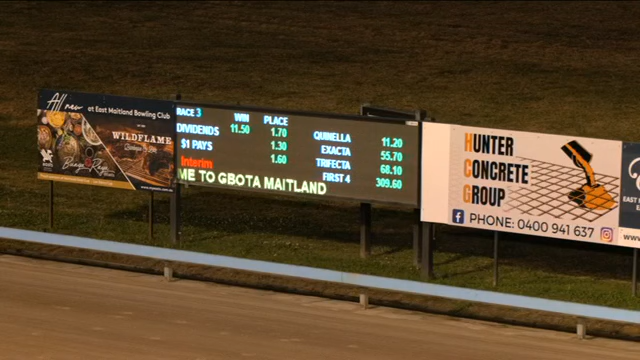 All new
at East Maitland Bowling Club
WILDFLAME
RACE 3
WIN PLACE
DIVIDENDS 11.50 1.70
$1 PAYS 1.30
Interim 1.60
QUINELLA 11.20
EXACTA 55.70
TRIFECTA 68.10
FIRST 4 309.60
ME TO GBOTA MAITLAND
HUNTER
CONCRETE
GROUP
PHONE: 0400 941 637
EAST
www